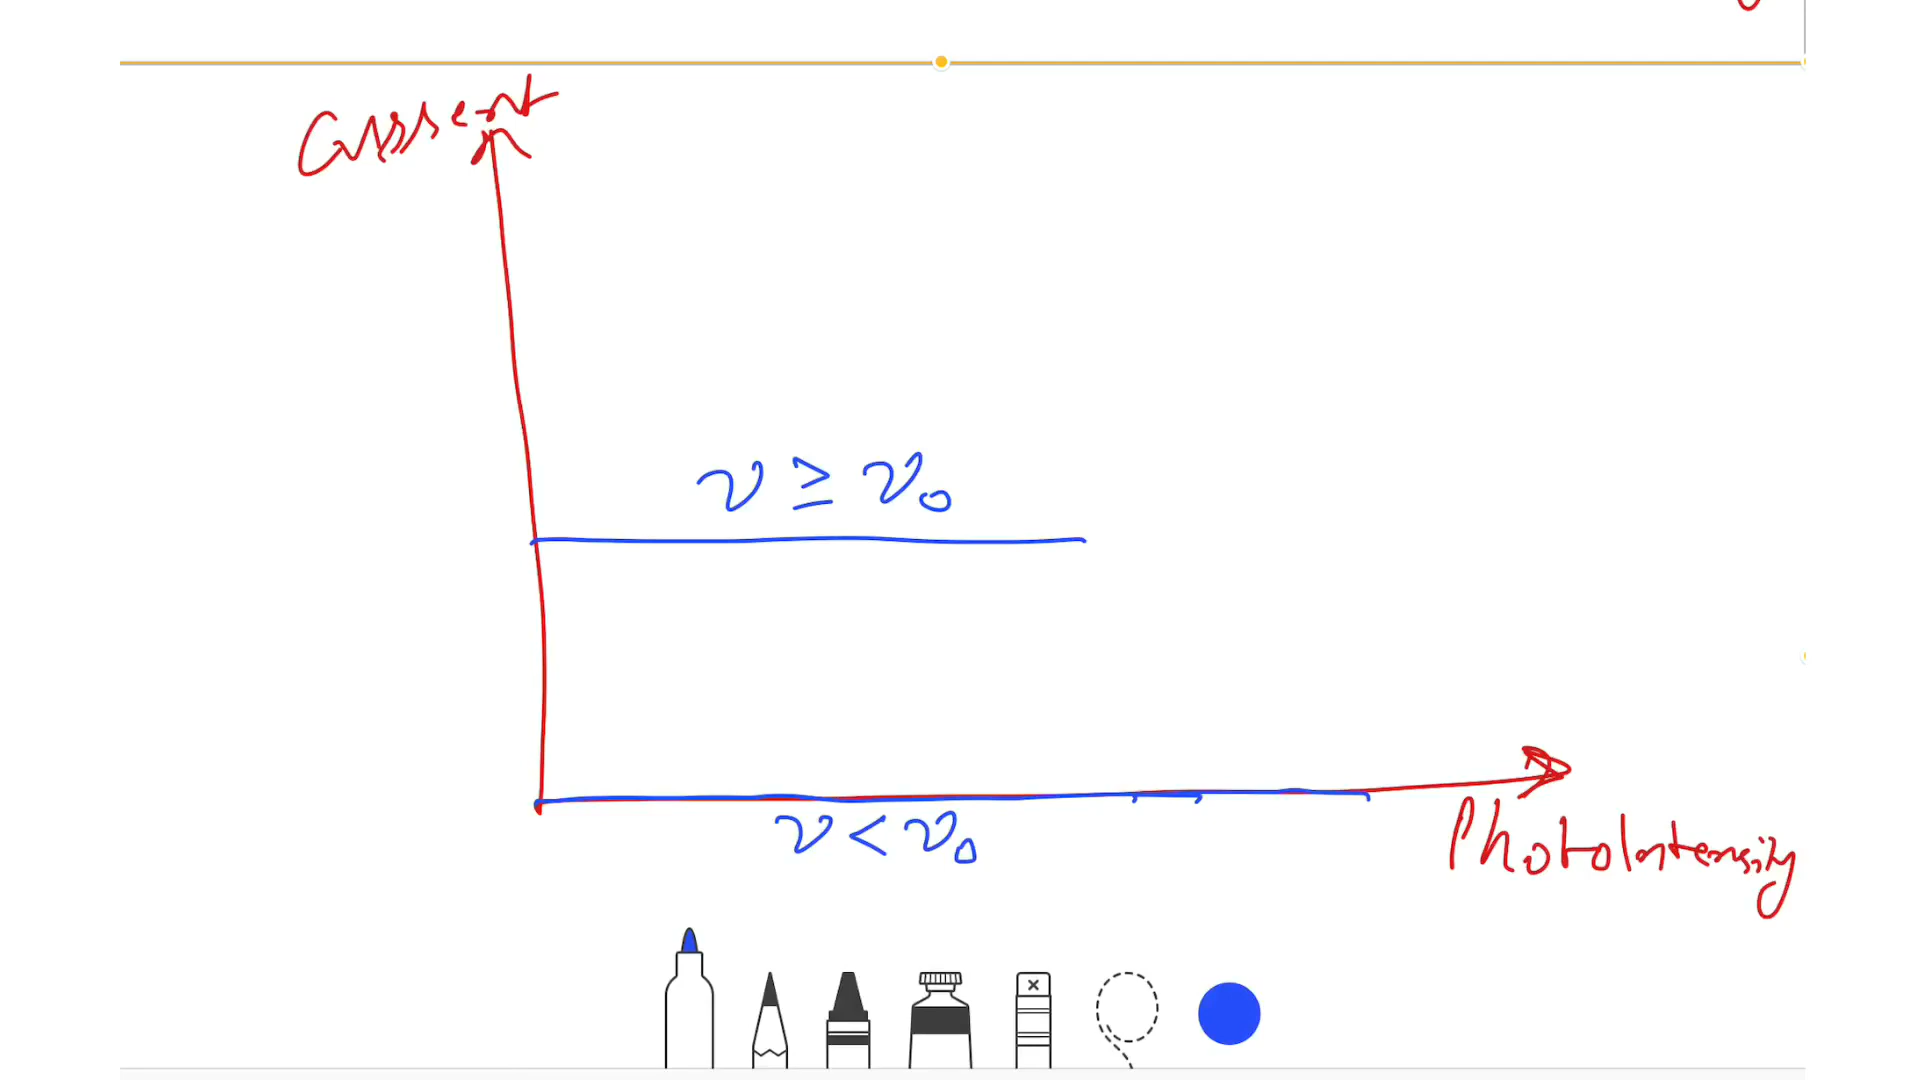 Current
ν ≥ ν₀
ν < ν₀
Photo Intensity